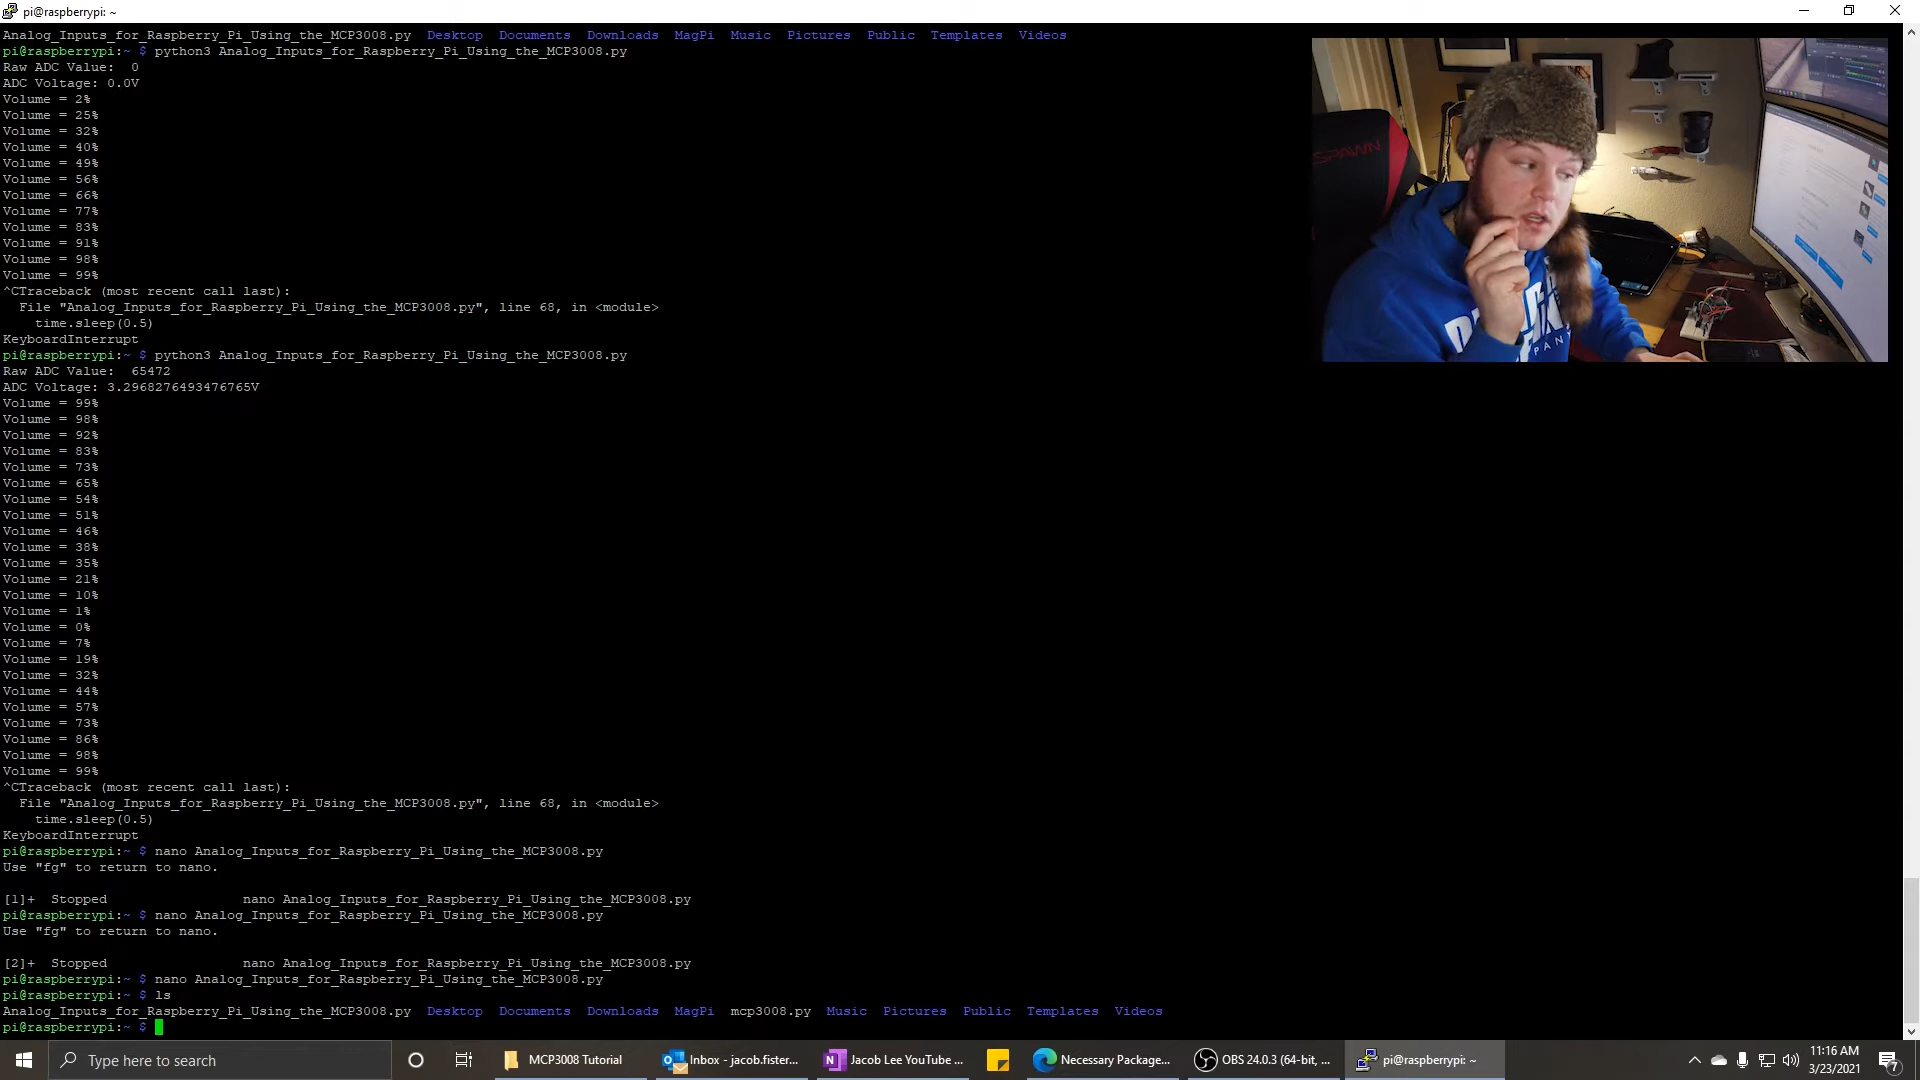 pi@raspberrypi: ~
Analog_Inputs_for_Raspberry_Pi_Using_the_MCP3008.py Desktop Documents Downloads MagPi Music Pictures Public Templates Videos
pi@raspberrypi:~ $ python3 Analog_Inputs_for_Raspberry_Pi_Using_the_MCP3008.py
Raw ADC Value: 0
ADC Voltage: 0.0V
Volume = 2%
Volume = 25%
Volume = 32%
Volume = 40%
Volume = 49%
Volume = 56%
Volume = 66%
Volume = 77%
Volume = 83%
Volume = 91%
Volume = 98%
Volume = 99%
^CTraceback (most recent call last):
File "Analog_Inputs_for_Raspberry_Pi_Using_the_MCP3008.py", line 68, in <module>
time.sleep(0.5)
KeyboardInterrupt
pi@raspberrypi:~ $ python3 Analog_Inputs_for_Raspberry_Pi_Using_the_MCP3008.py
Raw ADC Value: 65472
ADC Voltage: 3.2968276493476765V
Volume = 99%
Volume = 98%
Volume = 92%
Volume = 83%
Volume = 73%
Volume = 65%
Volume = 54%
Volume = 51%
Volume = 46%
Volume = 38%
Volume = 35%
Volume = 21%
Volume = 10%
Volume = 1%
Volume = 0%
Volume = 7%
Volume = 19%
Volume = 32%
Volume = 44%
Volume = 57%
Volume = 73%
Volume = 86%
Volume = 98%
Volume = 99%
^CTraceback (most recent call last):
File "Analog_Inputs_for_Raspberry_Pi_Using_the_MCP3008.py", line 68, in <module>
time.sleep(0.5)
KeyboardInterrupt
pi@raspberrypi:~ $ nano Analog_Inputs_for_Raspberry_Pi_Using_the_MCP3008.py
Use "fg" to return to nano.
[1]+ Stopped nano Analog_Inputs_for_Raspberry_Pi_Using_the_MCP3008.py
pi@raspberrypi:~ $ nano Analog_Inputs_for_Raspberry_Pi_Using_the_MCP3008.py
Use "fg" to return to nano.
[2]+ Stopped nano Analog_Inputs_for_Raspberry_Pi_Using_the_MCP3008.py
pi@raspberrypi:~ $ nano Analog_Inputs_for_Raspberry_Pi_Using_the_MCP3008.py
pi@raspberrypi:~ $ ls
Analog_Inputs_for_Raspberry_Pi_Using_the_MCP3008.py Desktop Documents Downloads MagPi mcp3008.py Music Pictures Public Templates Videos
pi@raspberrypi:~ $
SPAWN
Type here to search
MCP3008 Tutorial
Inbox - jacob.fister...
Jacob Lee YouTube ...
Necessary Package...
OBS 24.0.3 (64-bit, ...
pi@raspberrypi: ~
11:16 AM
3/23/2021
7